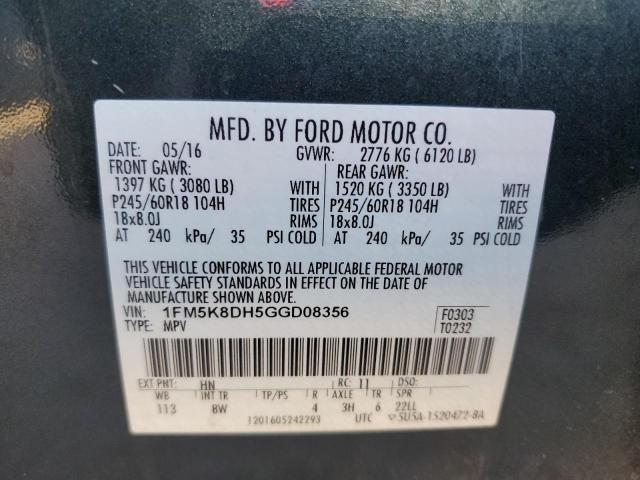 MFD. BY FORD MOTOR CO.
DATE: 05/16 GVWR: 2776 KG ( 6120 LB)
FRONT GAWR: REAR GAWR:
1397 KG ( 3080 LB) WITH 1520 KG ( 3350 LB) WITH
P245/60R18 104H TIRES P245/60R18 104H TIRES
18x8.0J RIMS 18x8.0J RIMS
AT 240 kPa/ 35 PSI COLD AT 240 kPa/ 35 PSI COLD
THIS VEHICLE CONFORMS TO ALL APPLICABLE FEDERAL MOTOR
VEHICLE SAFETY STANDARDS IN EFFECT ON THE DATE OF
MANUFACTURE SHOWN ABOVE.
VIN: 1FM5K8DH5GGD08356 F0303
TYPE: MPV T0232
EXT PNT: HN RC: 11 DSO:
WB INT TR TP/PS R AXLE TR SPR
113 8W 4 3H 6 22LL
1201605242293 UTC SU5A-1520472-BA